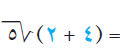 ٥√(٢ + ٤) =